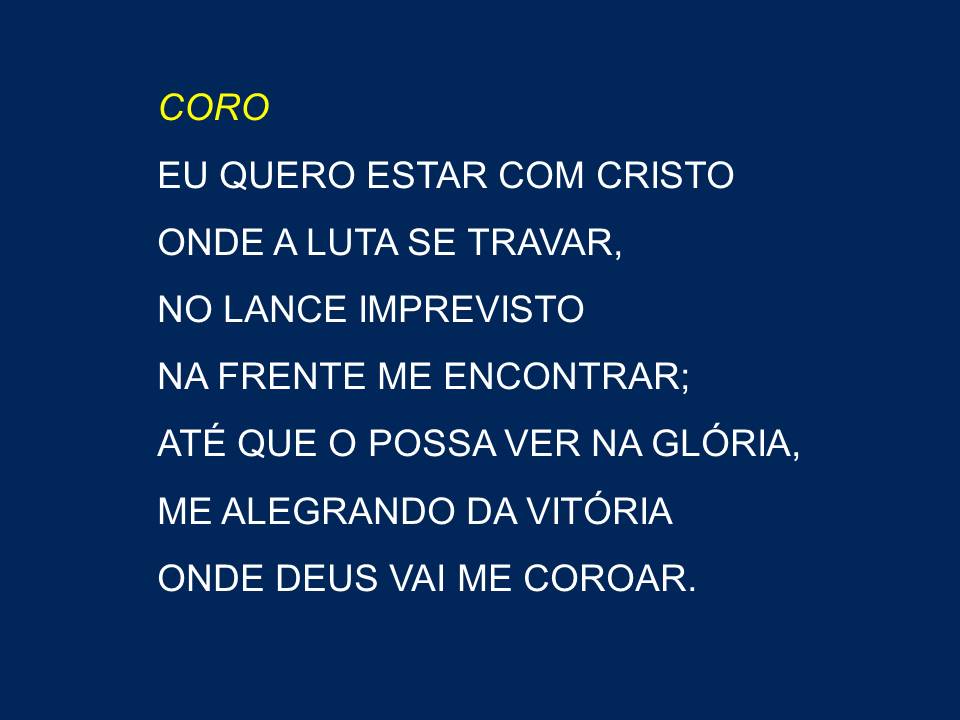 CORO
EU QUERO ESTAR COM CRISTO
ONDE A LUTA SE TRAVAR,
NO LANCE IMPREVISTO
NA FRENTE ME ENCONTRAR;
ATÉ QUE O POSSA VER NA GLÓRIA,
ME ALEGRANDO DA VITÓRIA
ONDE DEUS VAI ME COROAR.